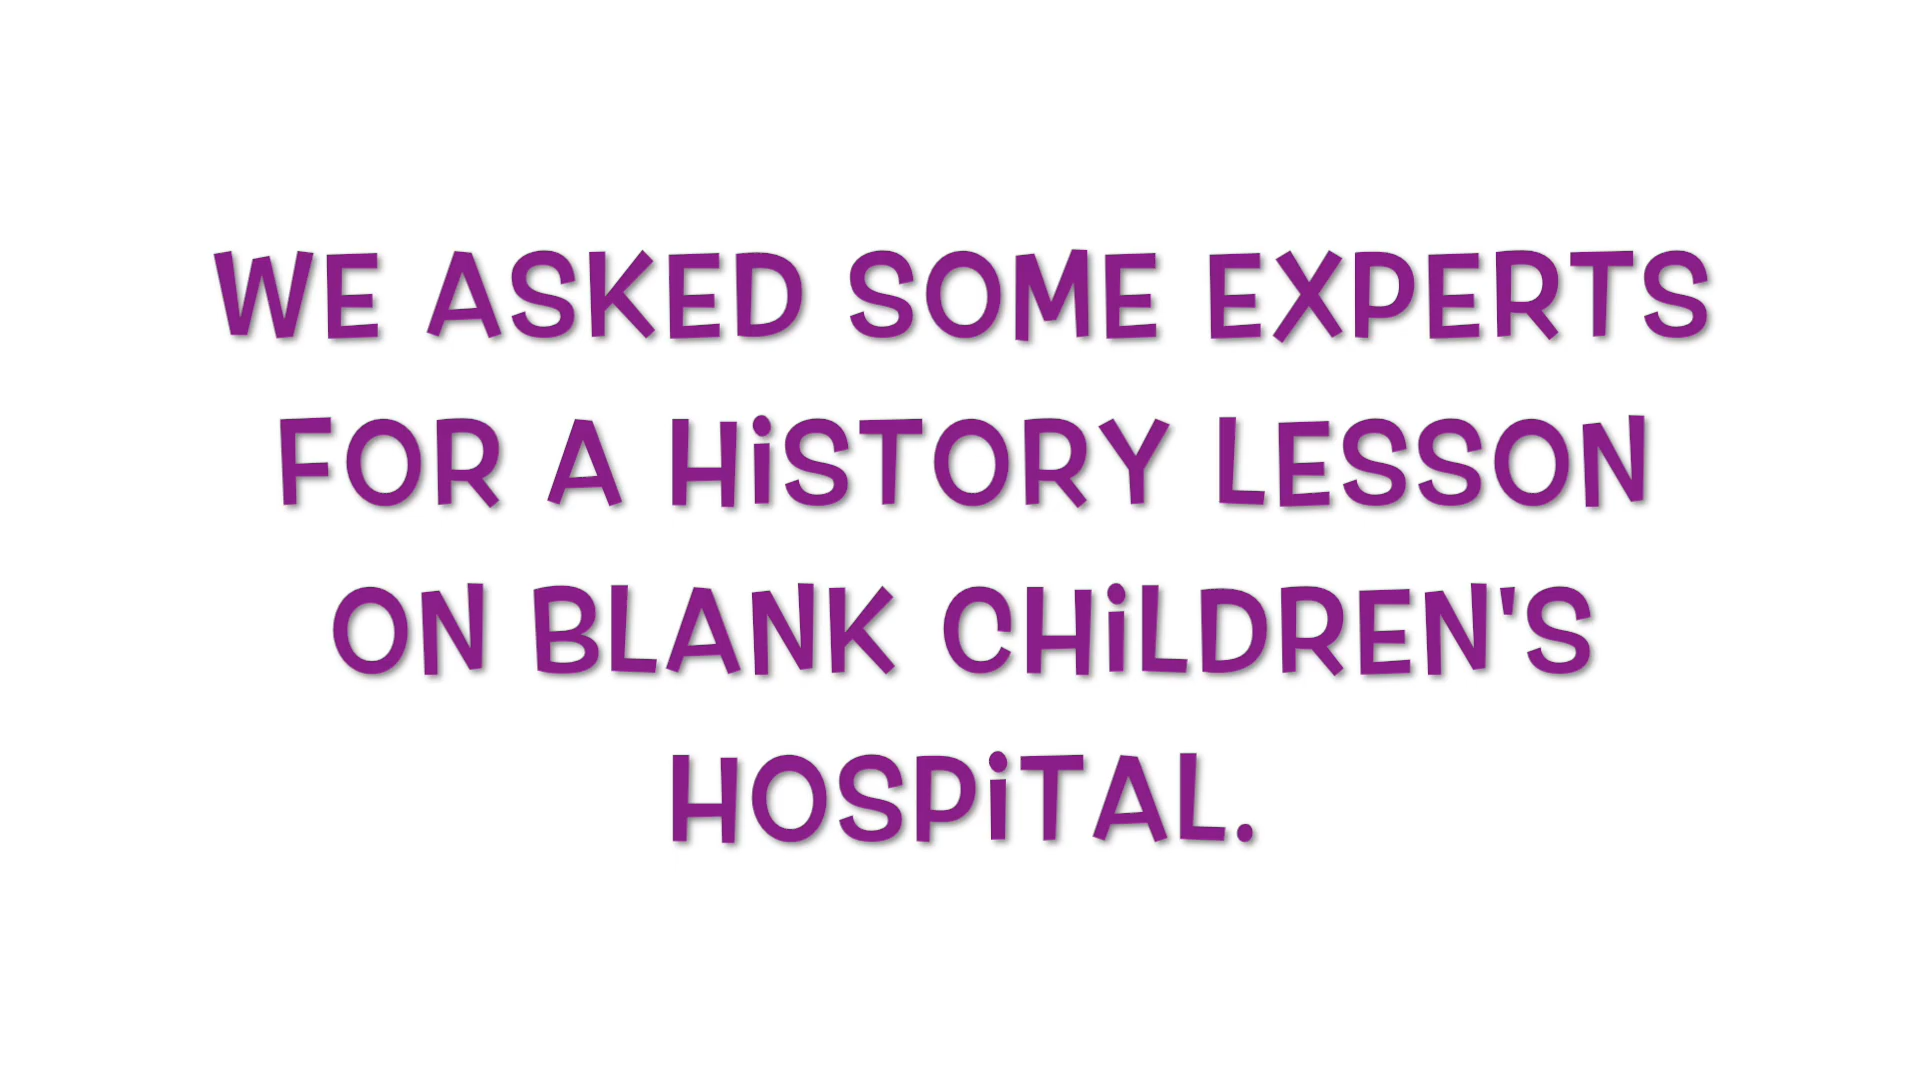 WE ASKED SOME EXPERTS
FOR A HiSTORY LESSON
ON BLANK CHiLDREN'S
HOSPiTAL.